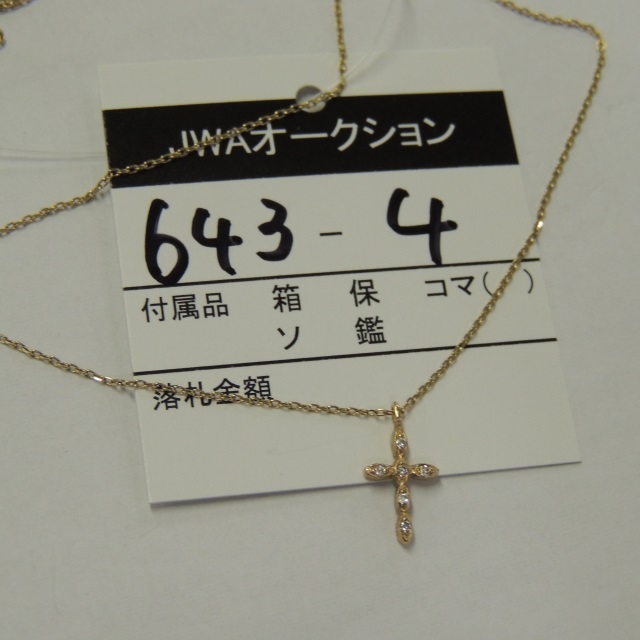 JWAオークション
643-4
付属品 箱 保 コマ( )
ソ 鑑
落札金額